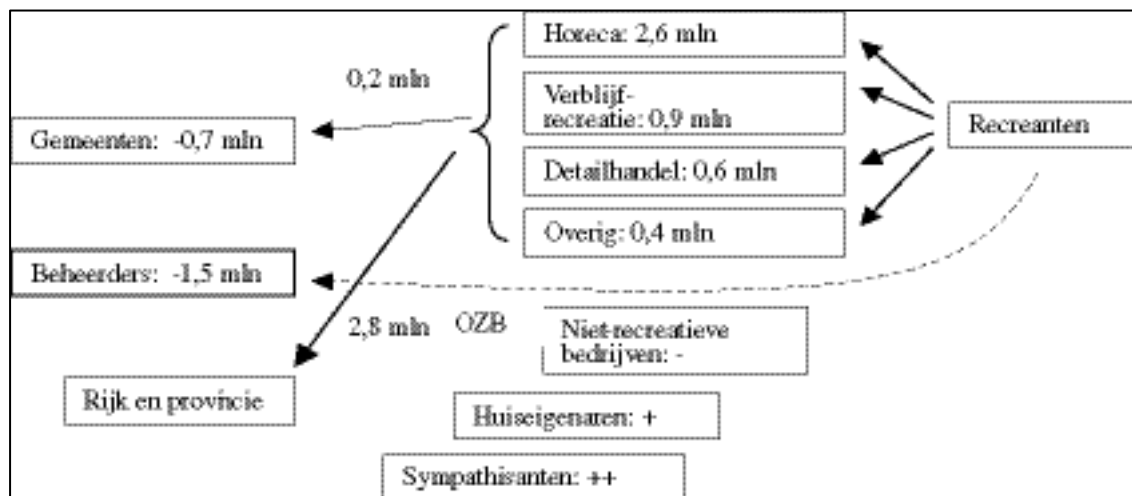 Horeca: 2,6 mln
0,2 mln
Verblijf-
recreatie: 0,9 mln
Recreanten
Gemeenten: -0,7 mln
Detailhandel: 0,6 mln
Overig: 0,4 mln
Beheerders: -1,5 mln
2,8 mln
OZB
Niet-recreatieve
bedrijven: -
Rijk en provincie
Huiseigenaren: +
Sympathisanten: ++